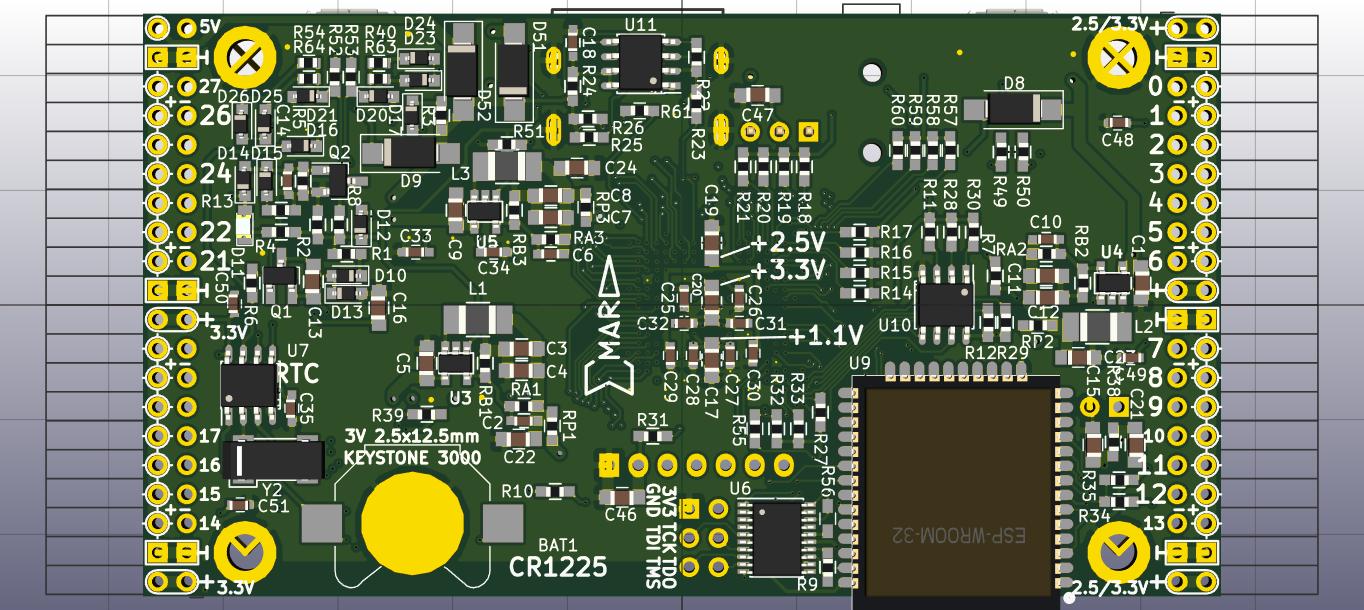 5V
R54
R64
R52
R53
R40
R63
D24
D23
D51
C18
R24
U11
2.5/3.3V
+
27
D26
D25
C14
R5
D21
D16
D20
D17
R3
D52
R26
R25
R61
R23
C47
R60
R59
R58
R57
D8
C48
0
1
26
2
D14
D15
Q2
D9
L3
R51
C24
24
3
R13
R8
C8
C7
RP3
R21
R20
R19
R18
C19
R11
R28
R30
R49
R50
4
22
D12
C9
U5
RB3
RA3
C6
+2.5V
R17
R16
R15
R14
C10
RA2
RB2
U4
5
6
D11
R4
R2
R1
C33
C34
+3.3V
C11
21
D10
C50
R6
Q1
C13
D13
C16
L1
C20
C25
C26
C32
C31
U10
C12
L2
+
3.3V
MARD
+1.1V
R12
R29
RP2
7
U7
RTC
C5
U3
RB1
C3
C4
RA1
C29
C28
C17
C27
C30
R32
R33
U9
C15
C49
C21
8
C35
R39
C2
RP1
C22
R31
R55
R27
9
17
3V 2.5x12.5mm
KEYSTONE 3000
10
16
11
Y2
R10
C46
U6
R56
R35
12
15
C51
GND TDI TMS
3V3 TCK TDO
ESP-WROOM-32
R34
13
14
BAT1
CR1225
R9
+
3.3V
2.5/3.3V
+